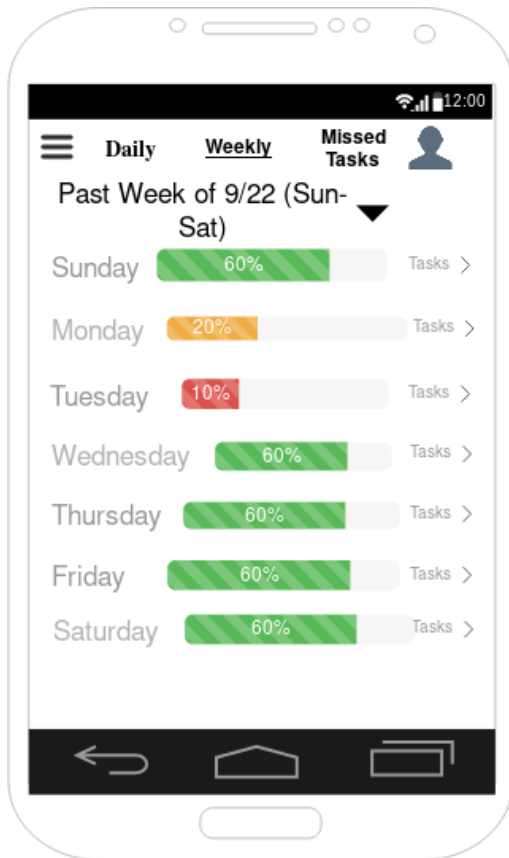 12:00
Daily Weekly Missed
Tasks
Past Week of 9/22 (Sun-
Sat)
Sunday 60% Tasks
Monday 20% Tasks
Tuesday 10% Tasks
Wednesday 60% Tasks
Thursday 60% Tasks
Friday 60% Tasks
Saturday 60% Tasks